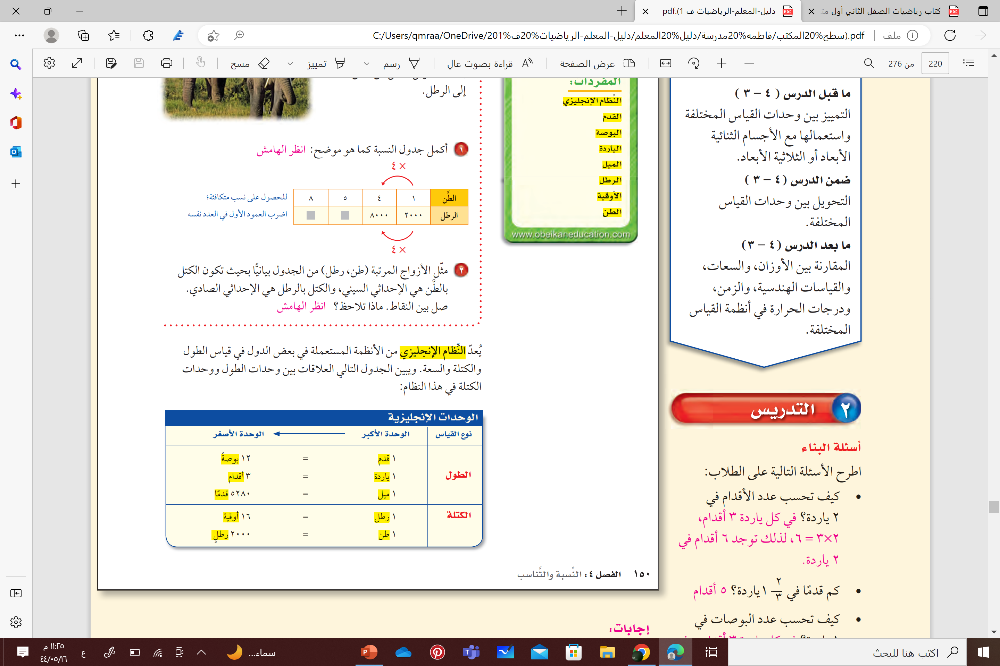 كتاب رياضيات الصفل الثاني أول
دليل-المعلم-الرياضيات ف 1).pdf
ملف
C:/Users/qmraa/OneDrive/سطح%20المكتب/فاطمه%20مدرسة/دليل%20المعلم/دليل-المعلم-الرياضيات%20ف%201).pdf
220
من 276
عرض الصفحة
قراءة بصوت عالٍ
رسم
تمييز
مسح
ما قبل الدرس ( ٤ – ٣ )
التمييز بين وحدات القياس المختلفة
واستعمالها مع الأجسام الثنائية
الأبعاد أو الثلاثية الأبعاد.
ضمن الدرس ( ٤ – ٣ )
التحويل بين وحدات القياس
المختلفة.
ما بعد الدرس ( ٤ – ٣)
المقارنة بين الأوزان، والسعات،
والقياسات الهندسية، والزمن،
ودرجات الحرارة في أنظمة القياس
المختلفة.
٢ التدريس
أسئلة البناء
اطرح الأسئلة التالية على الطلاب:
• كيف تحسب عدد الأقدام في
٢ ياردة؟ في كل ياردة ٣ أقدام،
٢×٣ = ٦، لذلك توجد ٦ أقدام في
٢ ياردة.
• كم قدمًا في ١ ٢/٣ ياردة؟ ٥ أقدام
• كيف تحسب عدد البوصات في
المفردات:
النِّظام الإنجليزي
القدم
البوصة
الياردة
الميل
الرطل
الأوقية
الطن
www.obeikaneducation.com
إلى الرطل.
١ أكمل جدول النسبة كما هو موضح: انظر الهامش
× ٤
الطَّن ١ ٤ ٥ ٨
الرطل ٢٠٠٠ ٨٠٠٠
للحصول على نسب متكافئة؛
اضرب العمود الأول في العدد نفسه
× ٤
٢ مثّل الأزواج المرتبة (طن، رطل) من الجدول بيانيًّا بحيث تكون الكتل
بالطَّن هي الإحداثي السيني، والكتل بالرطل هي الإحداثي الصادي.
صل بين النقاط. ماذا تلاحظ؟ انظر الهامش
يُعدّ النِّظام الإنجليزي من الأنظمة المستعملة في بعض الدول في قياس الطول
والكتلة والسعة. ويبين الجدول التالي العلاقات بين وحدات الطول ووحدات
الكتلة في هذا النظام:
الوحدات الإنجليزية
نوع القياس الوحدة الأكبر الوحدة الأصغر
الطول
١ قدم = ١٢ بوصةً
١ ياردة = ٣ أقدام
١ ميل = ٥٢٨٠ قدمًا
الكتلة
١ رطل = ١٦ أوقية
١ طن = ٢٠٠٠ رطلٍ
١٥٠ الفصل ٤: النِّسبة والتَّناسب
إجابات:
اكتب هنا للبحث
سماء...
ع
١١:٢٥ م
٤٤/٠٥/١٦